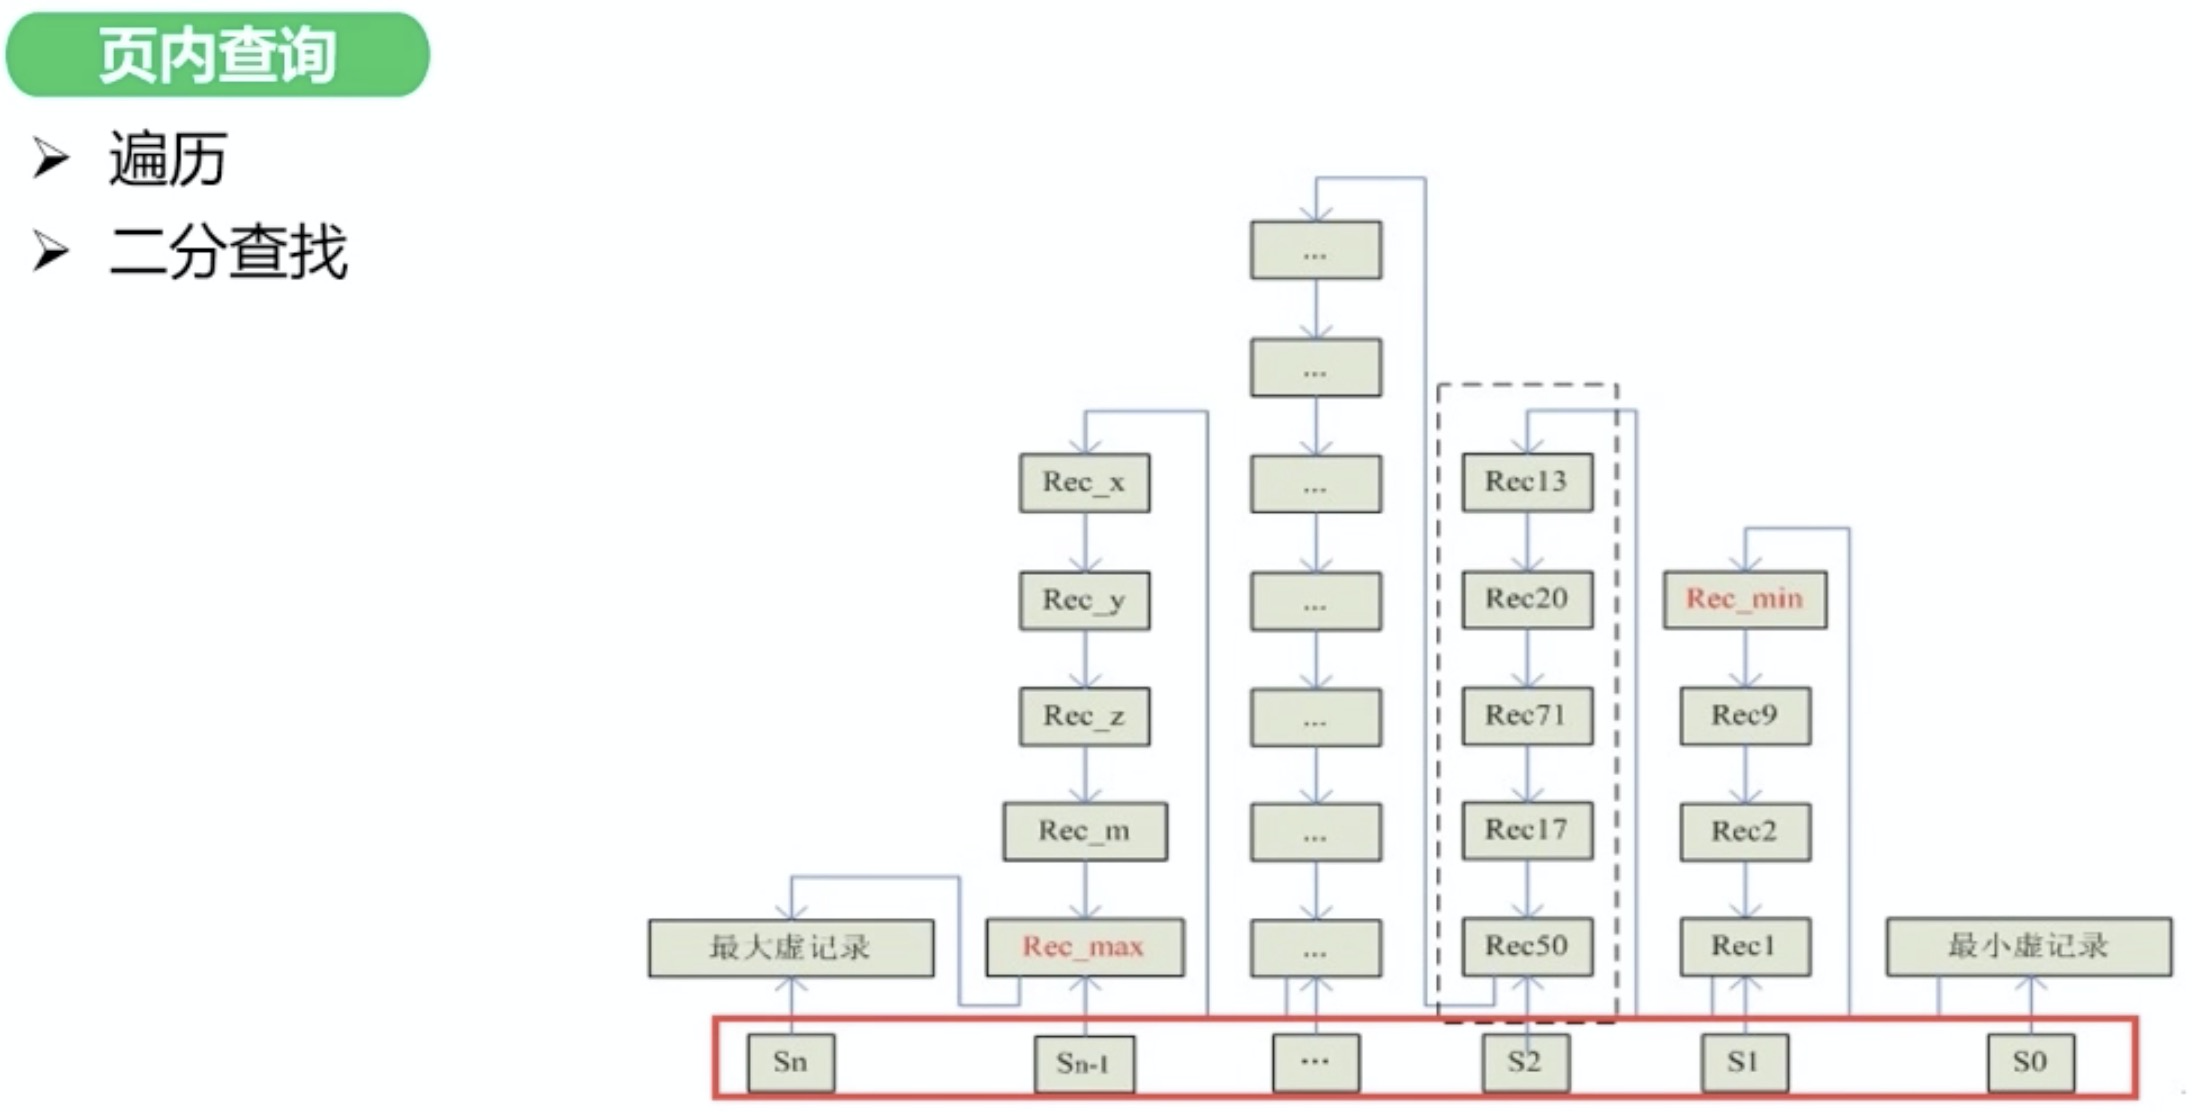 页内查询
遍历
二分查找
...
...
Rec_x
...
Rec13
Rec_y
...
Rec20
Rec_min
Rec_z
...
Rec71
Rec9
Rec_m
...
Rec17
Rec2
最大虚记录
Rec_max
...
Rec50
Rec1
最小虚记录
Sn
Sn-1
...
S2
S1
S0